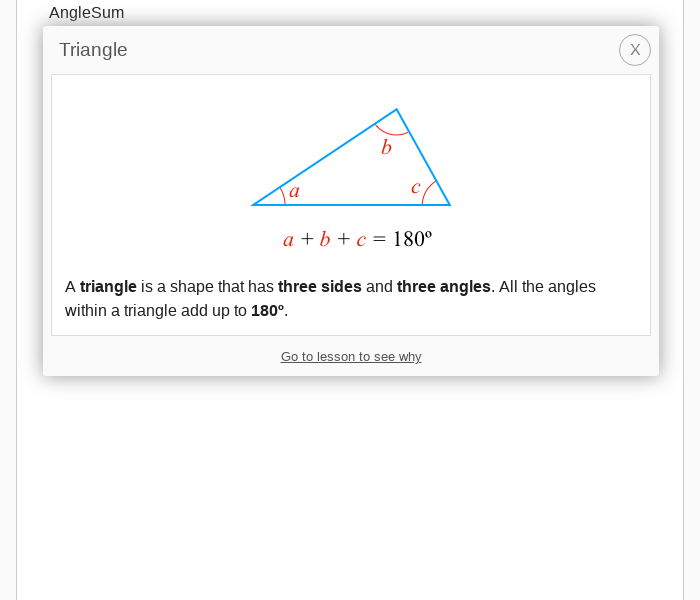 AngleSum
Triangle
X
b
a
c
a + b + c = 180º
A triangle is a shape that has three sides and three angles. All the angles
within a triangle add up to 180º.
Go to lesson to see why